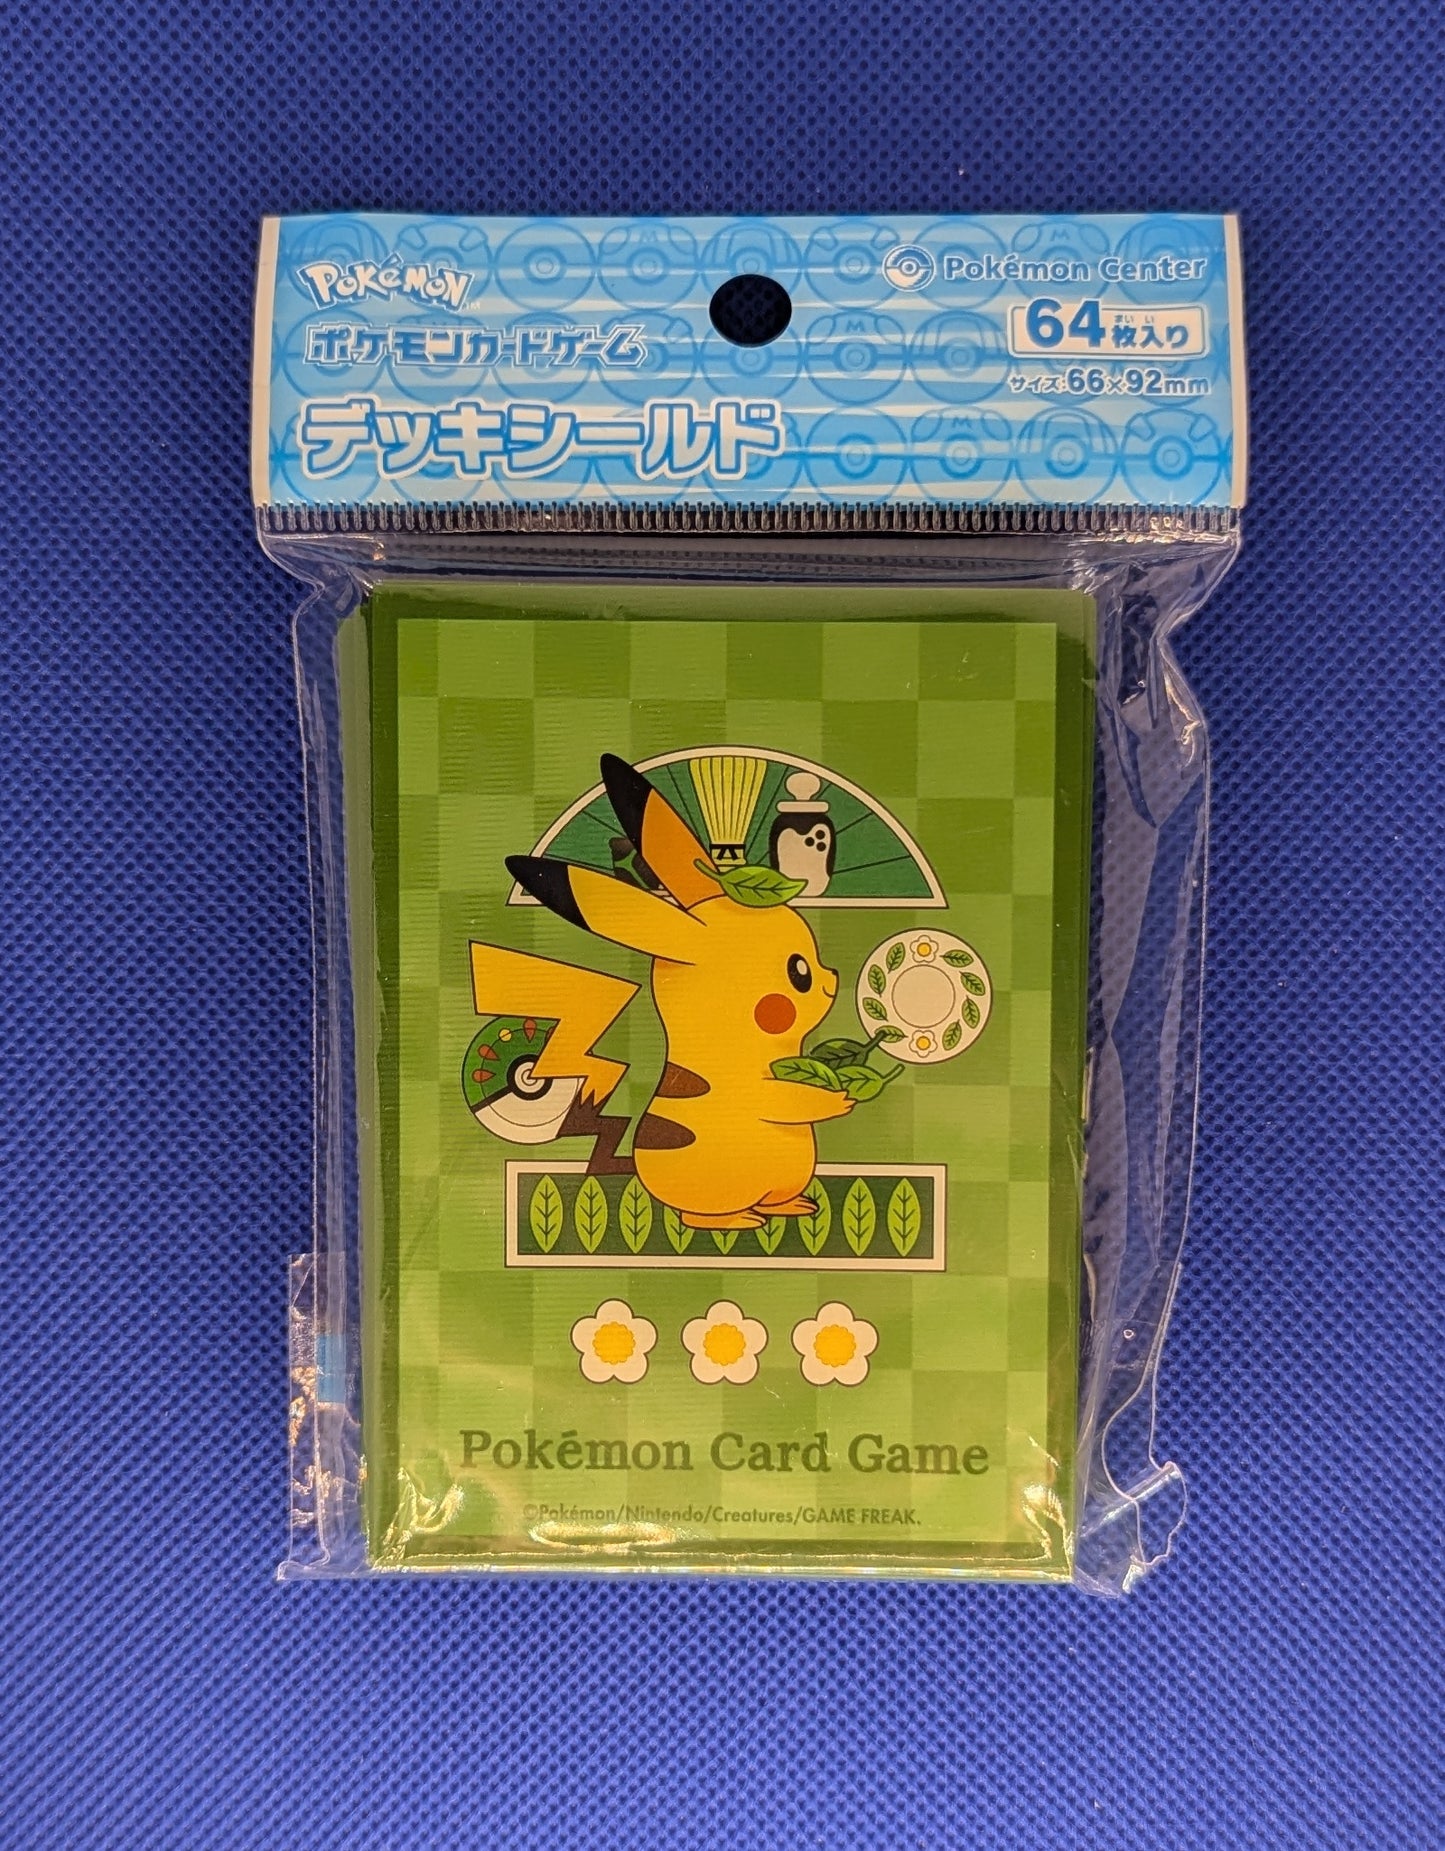 POKÉMON
Pokémon Center
ポケモンカードゲーム
64枚入り
まい い
サイズ:66×92mm
デッキシールド
Pokémon Card Game
©Pokémon/Nintendo/Creatures/GAME FREAK.